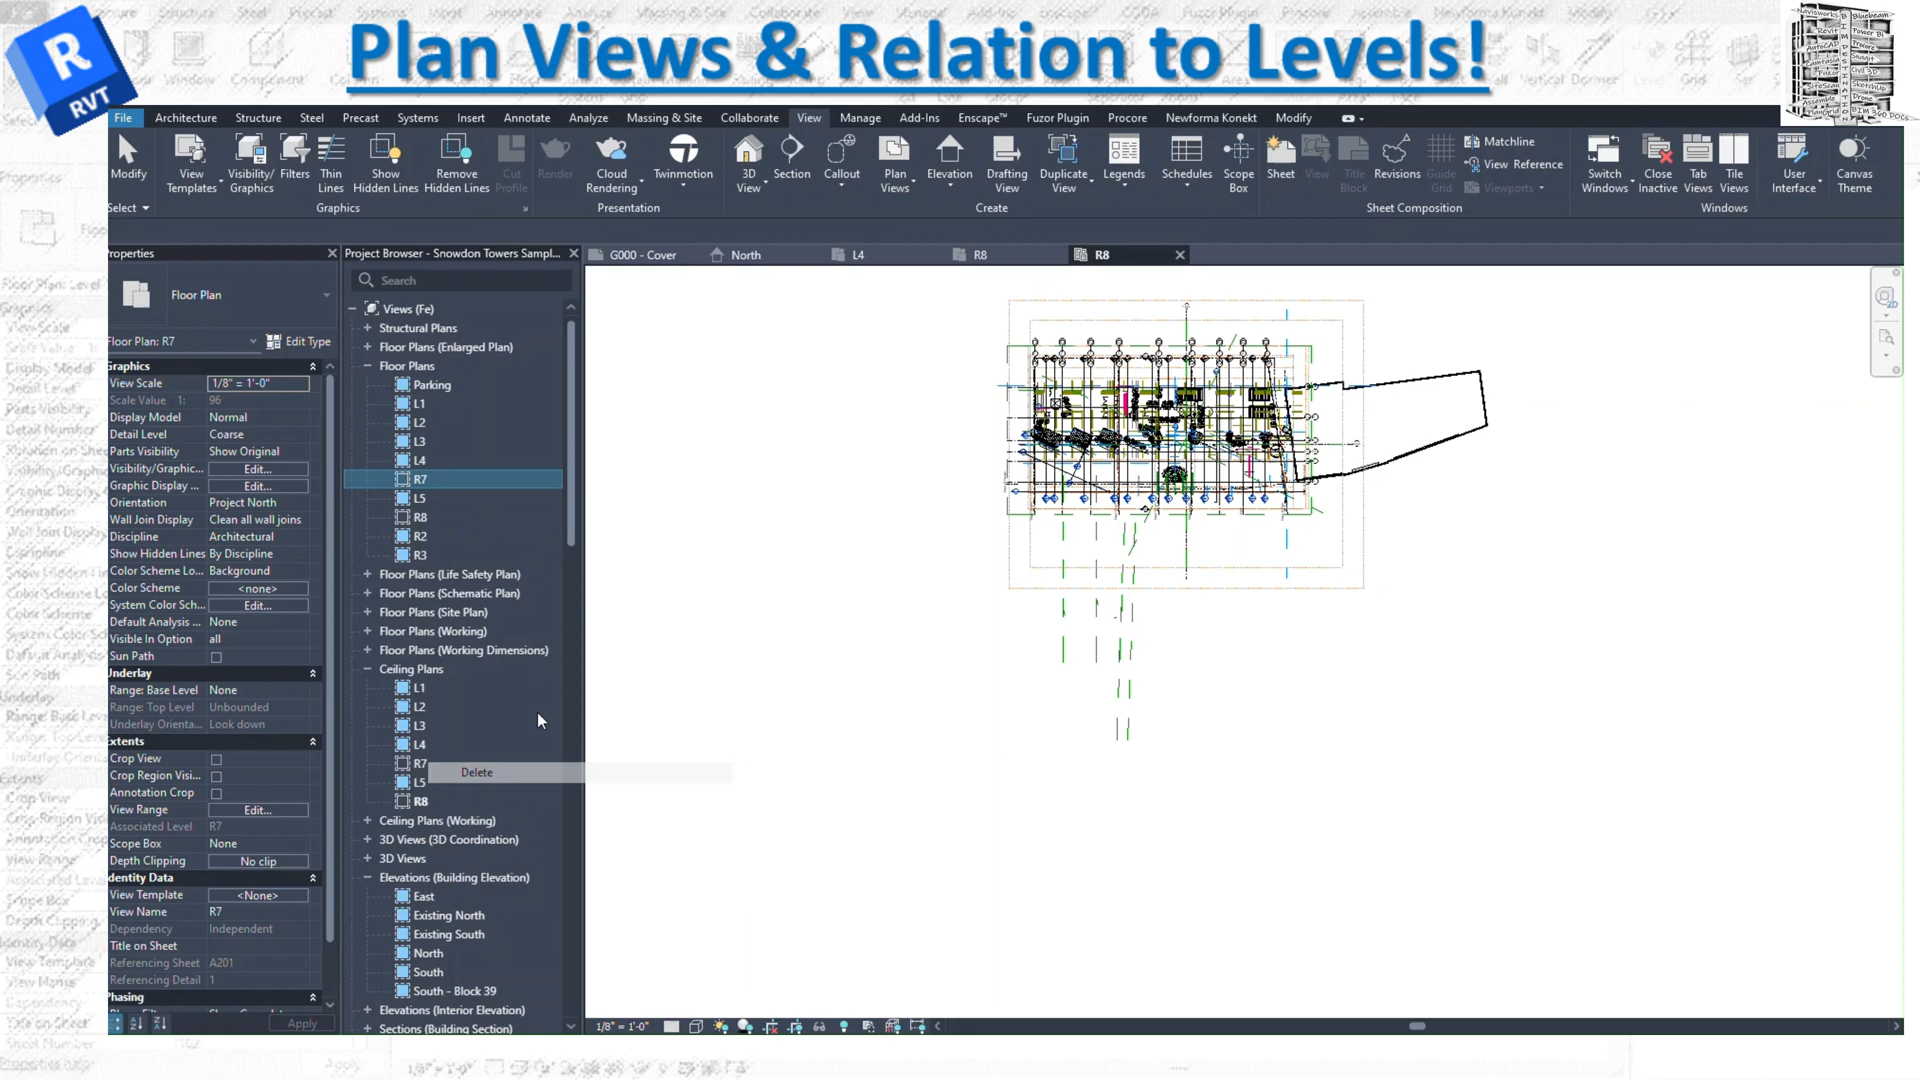 Plan Views & Relation to Levels!
RVT
File Architecture Structure Steel Precast Systems Insert Annotate Analyze Massing & Site Collaborate View Manage Add-Ins Enscape™ Fuzor Plugin Procore Newforma Konekt Modify
Modify
View Templates
Visibility/ Graphics
Filters
Thin Lines
Show Hidden Lines
Remove Hidden Lines
Cut Profile
Render
Cloud Rendering
Twinmotion
3D View
Section
Callout
Plan Views
Elevation
Drafting View
Duplicate View
Legends
Schedules
Scope Box
Sheet
View
Title Block
Revisions
Guide Grid
Matchline
View Reference
Viewports
Switch Windows
Close Inactive
Tab Views
Tile Views
User Interface
Canvas Theme
Select Graphics Presentation Create Sheet Composition Windows
Properties
Floor Plan
Floor Plan: R7 Edit Type
Graphics
View Scale 1/8" = 1'-0"
Scale Value 1: 96
Display Model Normal
Detail Level Coarse
Parts Visibility Show Original
Visibility/Graphic... Edit...
Graphic Display ... Edit...
Orientation Project North
Wall Join Display Clean all wall joins
Discipline Architectural
Show Hidden Lines By Discipline
Color Scheme Lo... Background
Color Scheme <none>
System Color Sch... Edit...
Default Analysis ... None
Visible In Option all
Sun Path
Underlay
Range: Base Level None
Range: Top Level Unbounded
Underlay Orienta... Look down
Extents
Crop View
Crop Region Visi...
Annotation Crop
View Range Edit...
Associated Level R7
Scope Box None
Depth Clipping No clip
Identity Data
View Template <None>
View Name R7
Dependency Independent
Title on Sheet
Referencing Sheet A201
Referencing Detail 1
Phasing
Apply
Project Browser - Snowdon Towers Sampl...
Search
Views (Fe)
Structural Plans
Floor Plans (Enlarged Plan)
Floor Plans
Parking
L1
L2
L3
L4
R7
L5
R8
R2
R3
Floor Plans (Life Safety Plan)
Floor Plans (Schematic Plan)
Floor Plans (Site Plan)
Floor Plans (Working)
Floor Plans (Working Dimensions)
Ceiling Plans
L1
L2
L3
L4
R7
Delete
L5
R8
Ceiling Plans (Working)
3D Views (3D Coordination)
3D Views
Elevations (Building Elevation)
East
Existing North
Existing South
North
South
South - Block 39
Elevations (Interior Elevation)
Sections (Building Section)
G000 - Cover North L4 R8 R8
1/8" = 1'-0"